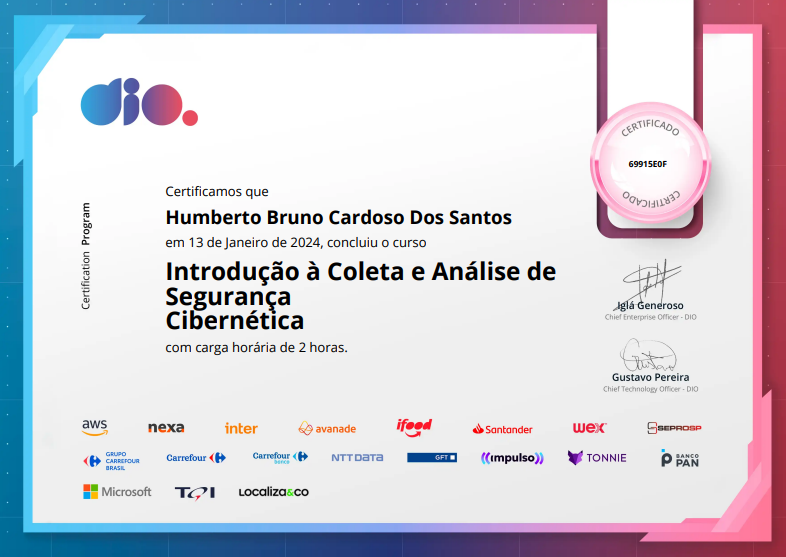 dio.
CERTIFICADO
69915E0F
CERTIFICADO
Certification Program
Certificamos que
Humberto Bruno Cardoso Dos Santos
em 13 de Janeiro de 2024, concluiu o curso
Introdução à Coleta e Análise de
Segurança
Cibernética
com carga horária de 2 horas.
Iglá Generoso
Chief Enterprise Officer - DIO
Gustavo Pereira
Chief Technology Officer - DIO
aws nexa inter avanade ifood Santander wex SEPROSP
GRUPO
CARREFOUR
BRASIL
Carrefour
Carrefour
banco
NTT DATA GFT impulso TONNIE
BANCO
PAN
Microsoft TQI Localiza&co